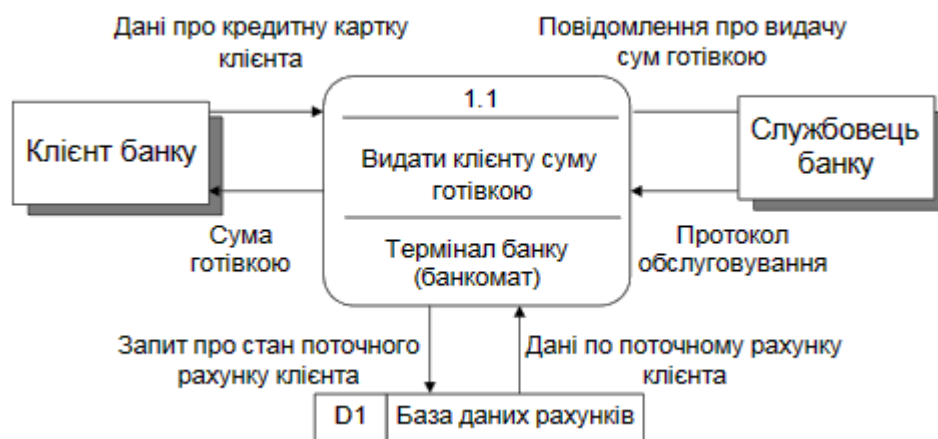 Дані про кредитну картку
клієнта
Повідомлення про видачу
сум готівкою
Клієнт банку
1.1
Видати клієнту суму
готівкою
Термінал банку
(банкомат)
Службовець
банку
Сума
готівкою
Протокол
обслуговування
Запит про стан поточного
рахунку клієнта
Дані по поточному рахунку
клієнта
D1
База даних рахунків